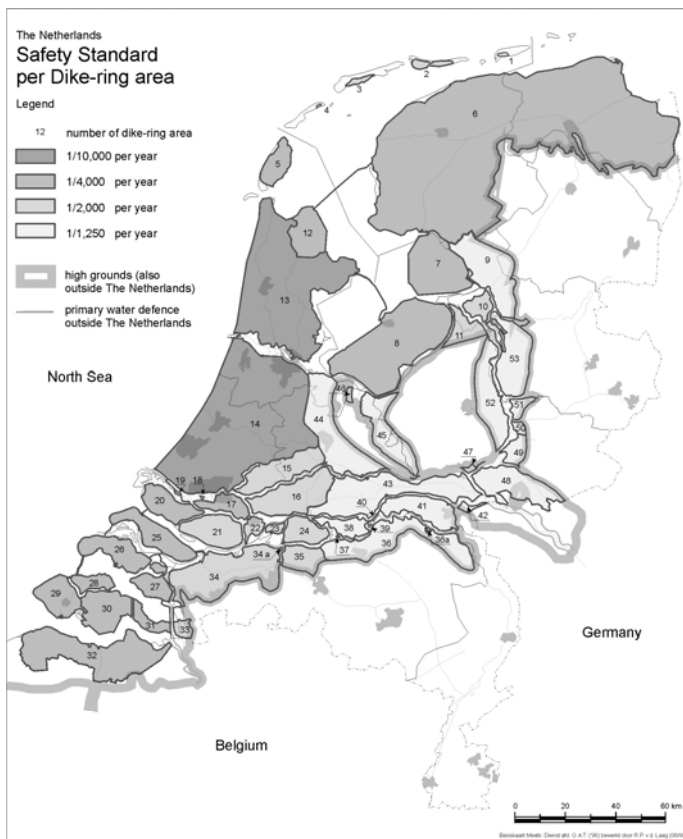 The Netherlands
Safety Standard
per Dike-ring area
Legend
12 number of dike-ring area
1/10,000 per year
1/4,000 per year
1/2,000 per year
1/1,250 per year
high grounds (also
outside The Netherlands)
primary water defence
outside The Netherlands
1
2
3
4
5
6
12
7
9
13
10
11
8
53
North Sea
46
52
51
14
44
45
50
49
15
47
19
18
43
48
20
17
16
40
41
42
25
21
22
23
24
38
39
36a
26
34 a
35
37
36
28
27
34
29
30
31
33
32
Germany
Belgium
0 20 40 60 km